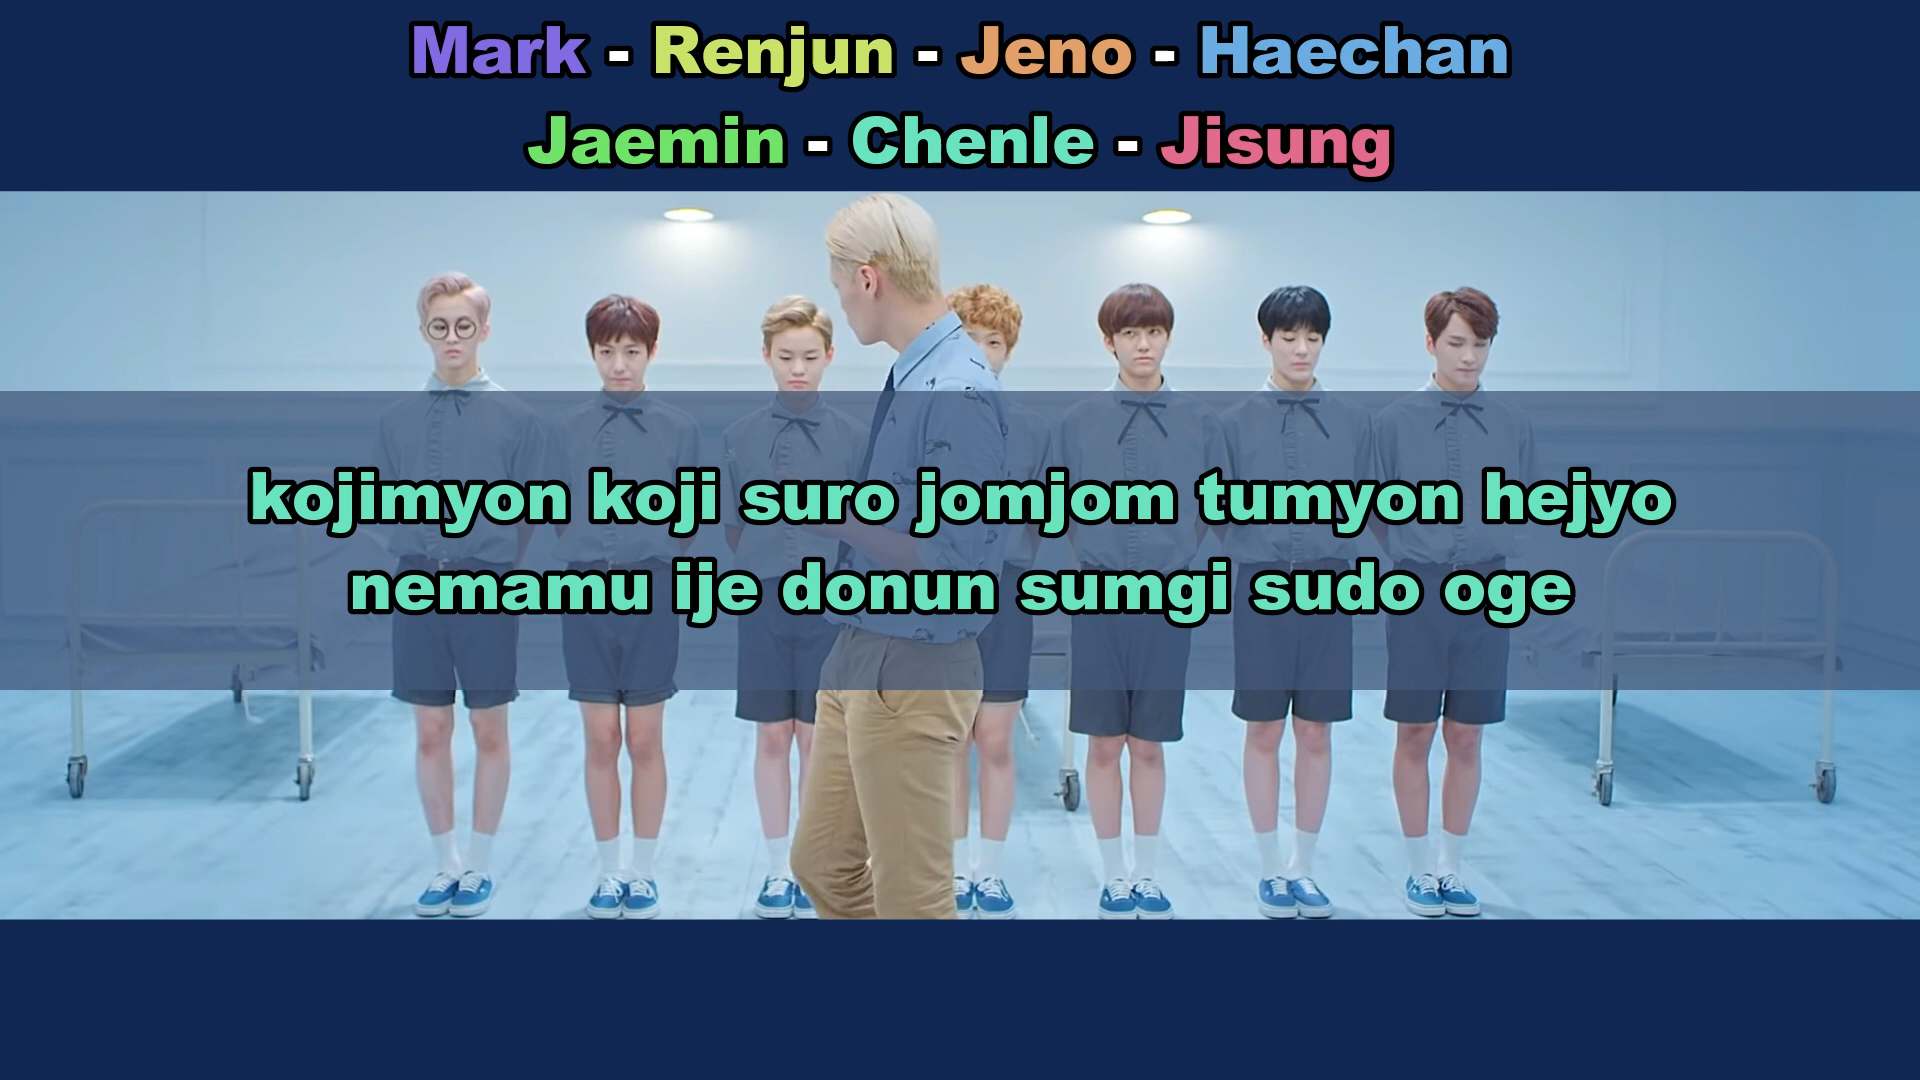 Mark - Renjun - Jeno - Haechan
Jaemin - Chenle - Jisung
kojimyon koji suro jomjom tumyon hejyo
nemamu ije donun sumgi sudo oge